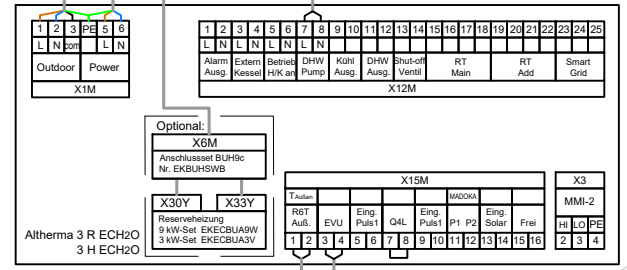 1 2 3 PE 5 6
L N com L N
Outdoor Power
X1M
1 2 3 4 5 6 7 8 9 10 11 12 13 14 15 16 17 18 19 20 21 22 23 24 25
L N L N L N L N
Alarm Ausg. Extern Kessel Betrieb H/K an DHW Pump Kühl Ausg. DHW Ausg. Shut-off Ventil RT Main RT Add Smart Grid
X12M
Optional:
X6M
Anschlussset BUH9c
Nr. EKBUHSWB
X30Y X33Y
Reserveheizung
9 kW-Set EKECBUA9W
3 kW-Set EKECBUA3V
Altherma 3 R ECH2O
3 H ECH2O
X15M
TAußen MADOKA
R6T Auß. EVU Eing. Puls1 Q4L Eing. Puls1 P1 P2 Eing. Solar Frei
1 2 3 4 5 6 7 8 9 10 11 12 13 14 15 16
X3
MMI-2
HI LO PE
2 3 4